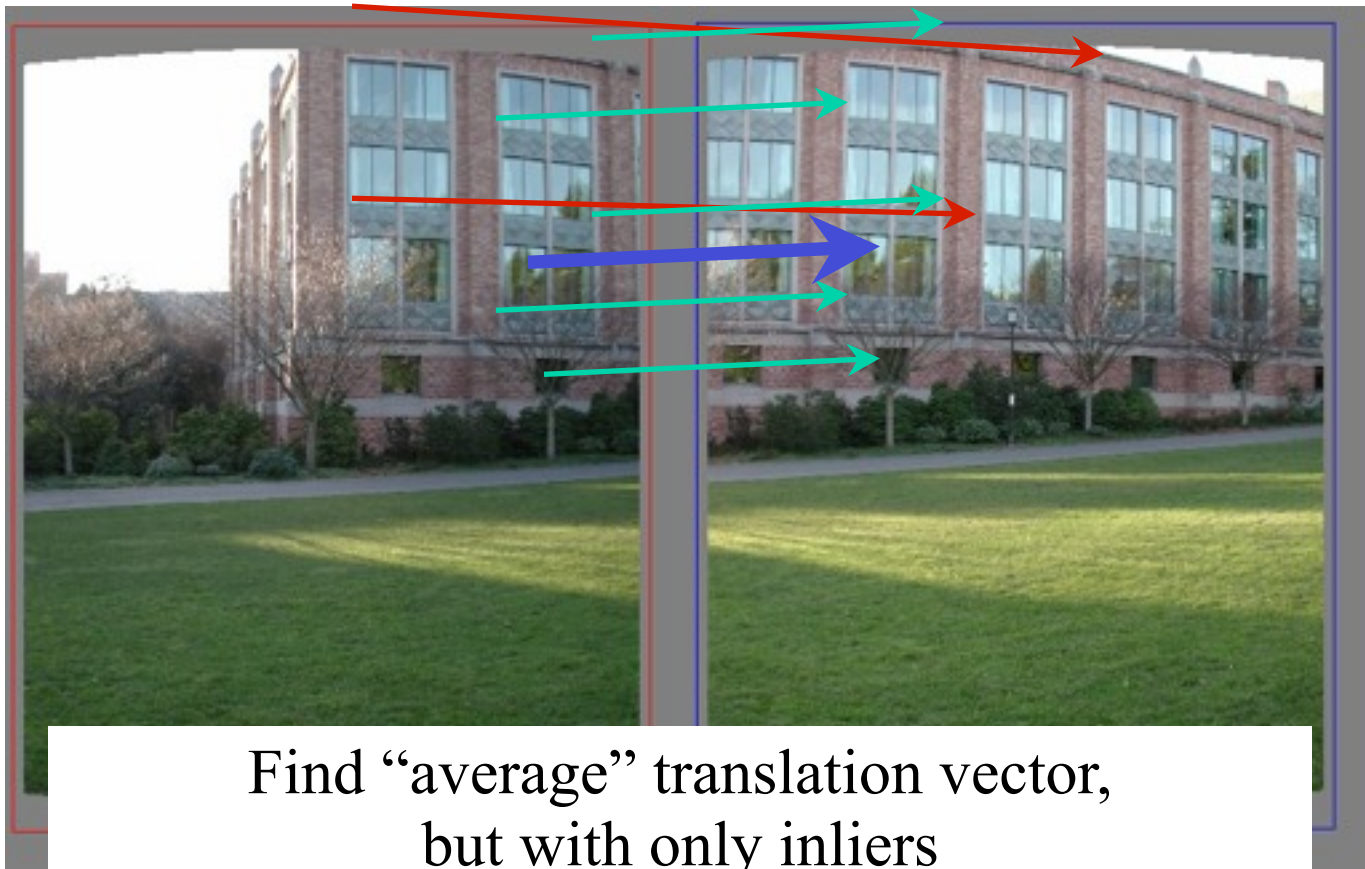 Find “average” translation vector,
but with only inliers